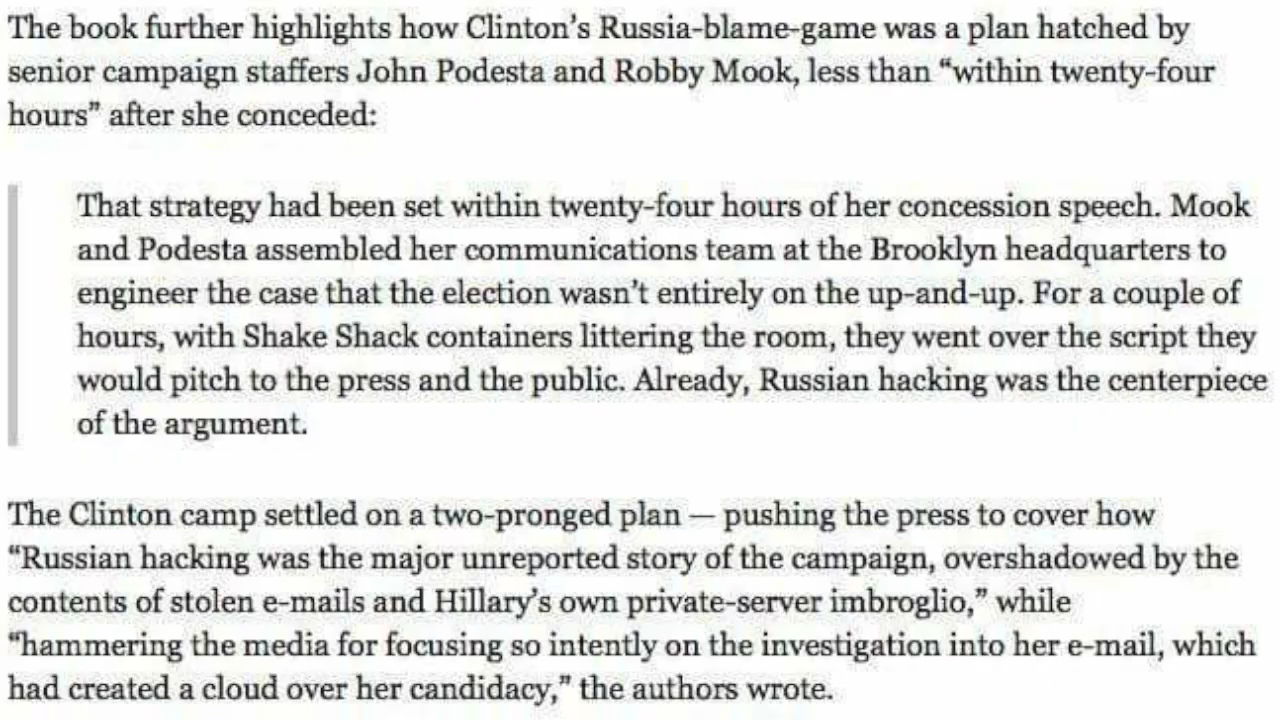 The book further highlights how Clinton’s Russia-blame-game was a plan hatched by
senior campaign staffers John Podesta and Robby Mook, less than “within twenty-four
hours” after she conceded:
That strategy had been set within twenty-four hours of her concession speech. Mook
and Podesta assembled her communications team at the Brooklyn headquarters to
engineer the case that the election wasn’t entirely on the up-and-up. For a couple of
hours, with Shake Shack containers littering the room, they went over the script they
would pitch to the press and the public. Already, Russian hacking was the centerpiece
of the argument.
The Clinton camp settled on a two-pronged plan — pushing the press to cover how
“Russian hacking was the major unreported story of the campaign, overshadowed by the
contents of stolen e-mails and Hillary’s own private-server imbroglio,” while
“hammering the media for focusing so intently on the investigation into her e-mail, which
had created a cloud over her candidacy,” the authors wrote.